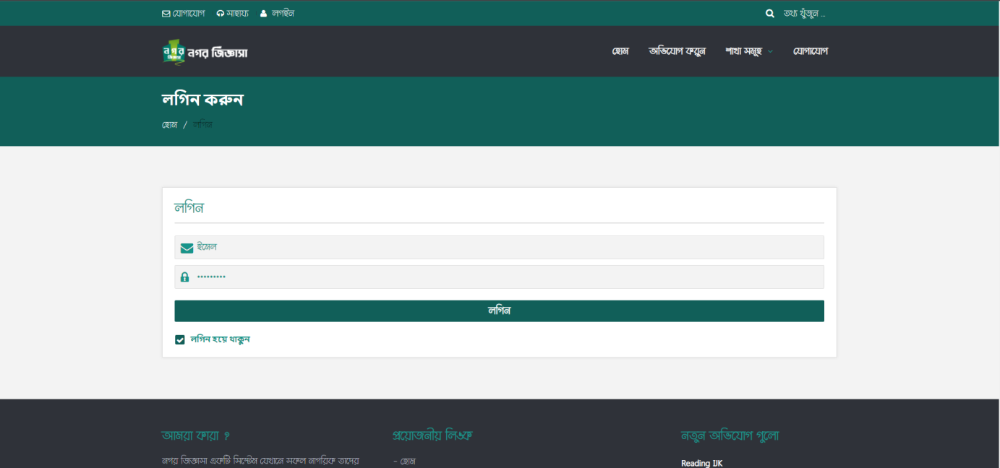 যোগাযোগ সাহায্য লগইন তথ্য খুঁজুন ...
নগর জিজ্ঞাসা নগর জিজ্ঞাসা
হোম অভিযোগ করুন শাখা সমূহ যোগাযোগ
লগিন করুন
হোম / লগিন
লগিন
ইমেল
•••••••••
লগিন
লগিন হয়ে থাকুন
আমরা কারা ? প্রয়োজনীয় লিঙ্ক নতুন অভিযোগ গুলো
নগর জিজ্ঞাসা একটি সিস্টেম যেখানে সকল নাগরিক তাদের - হোম Reading IJK